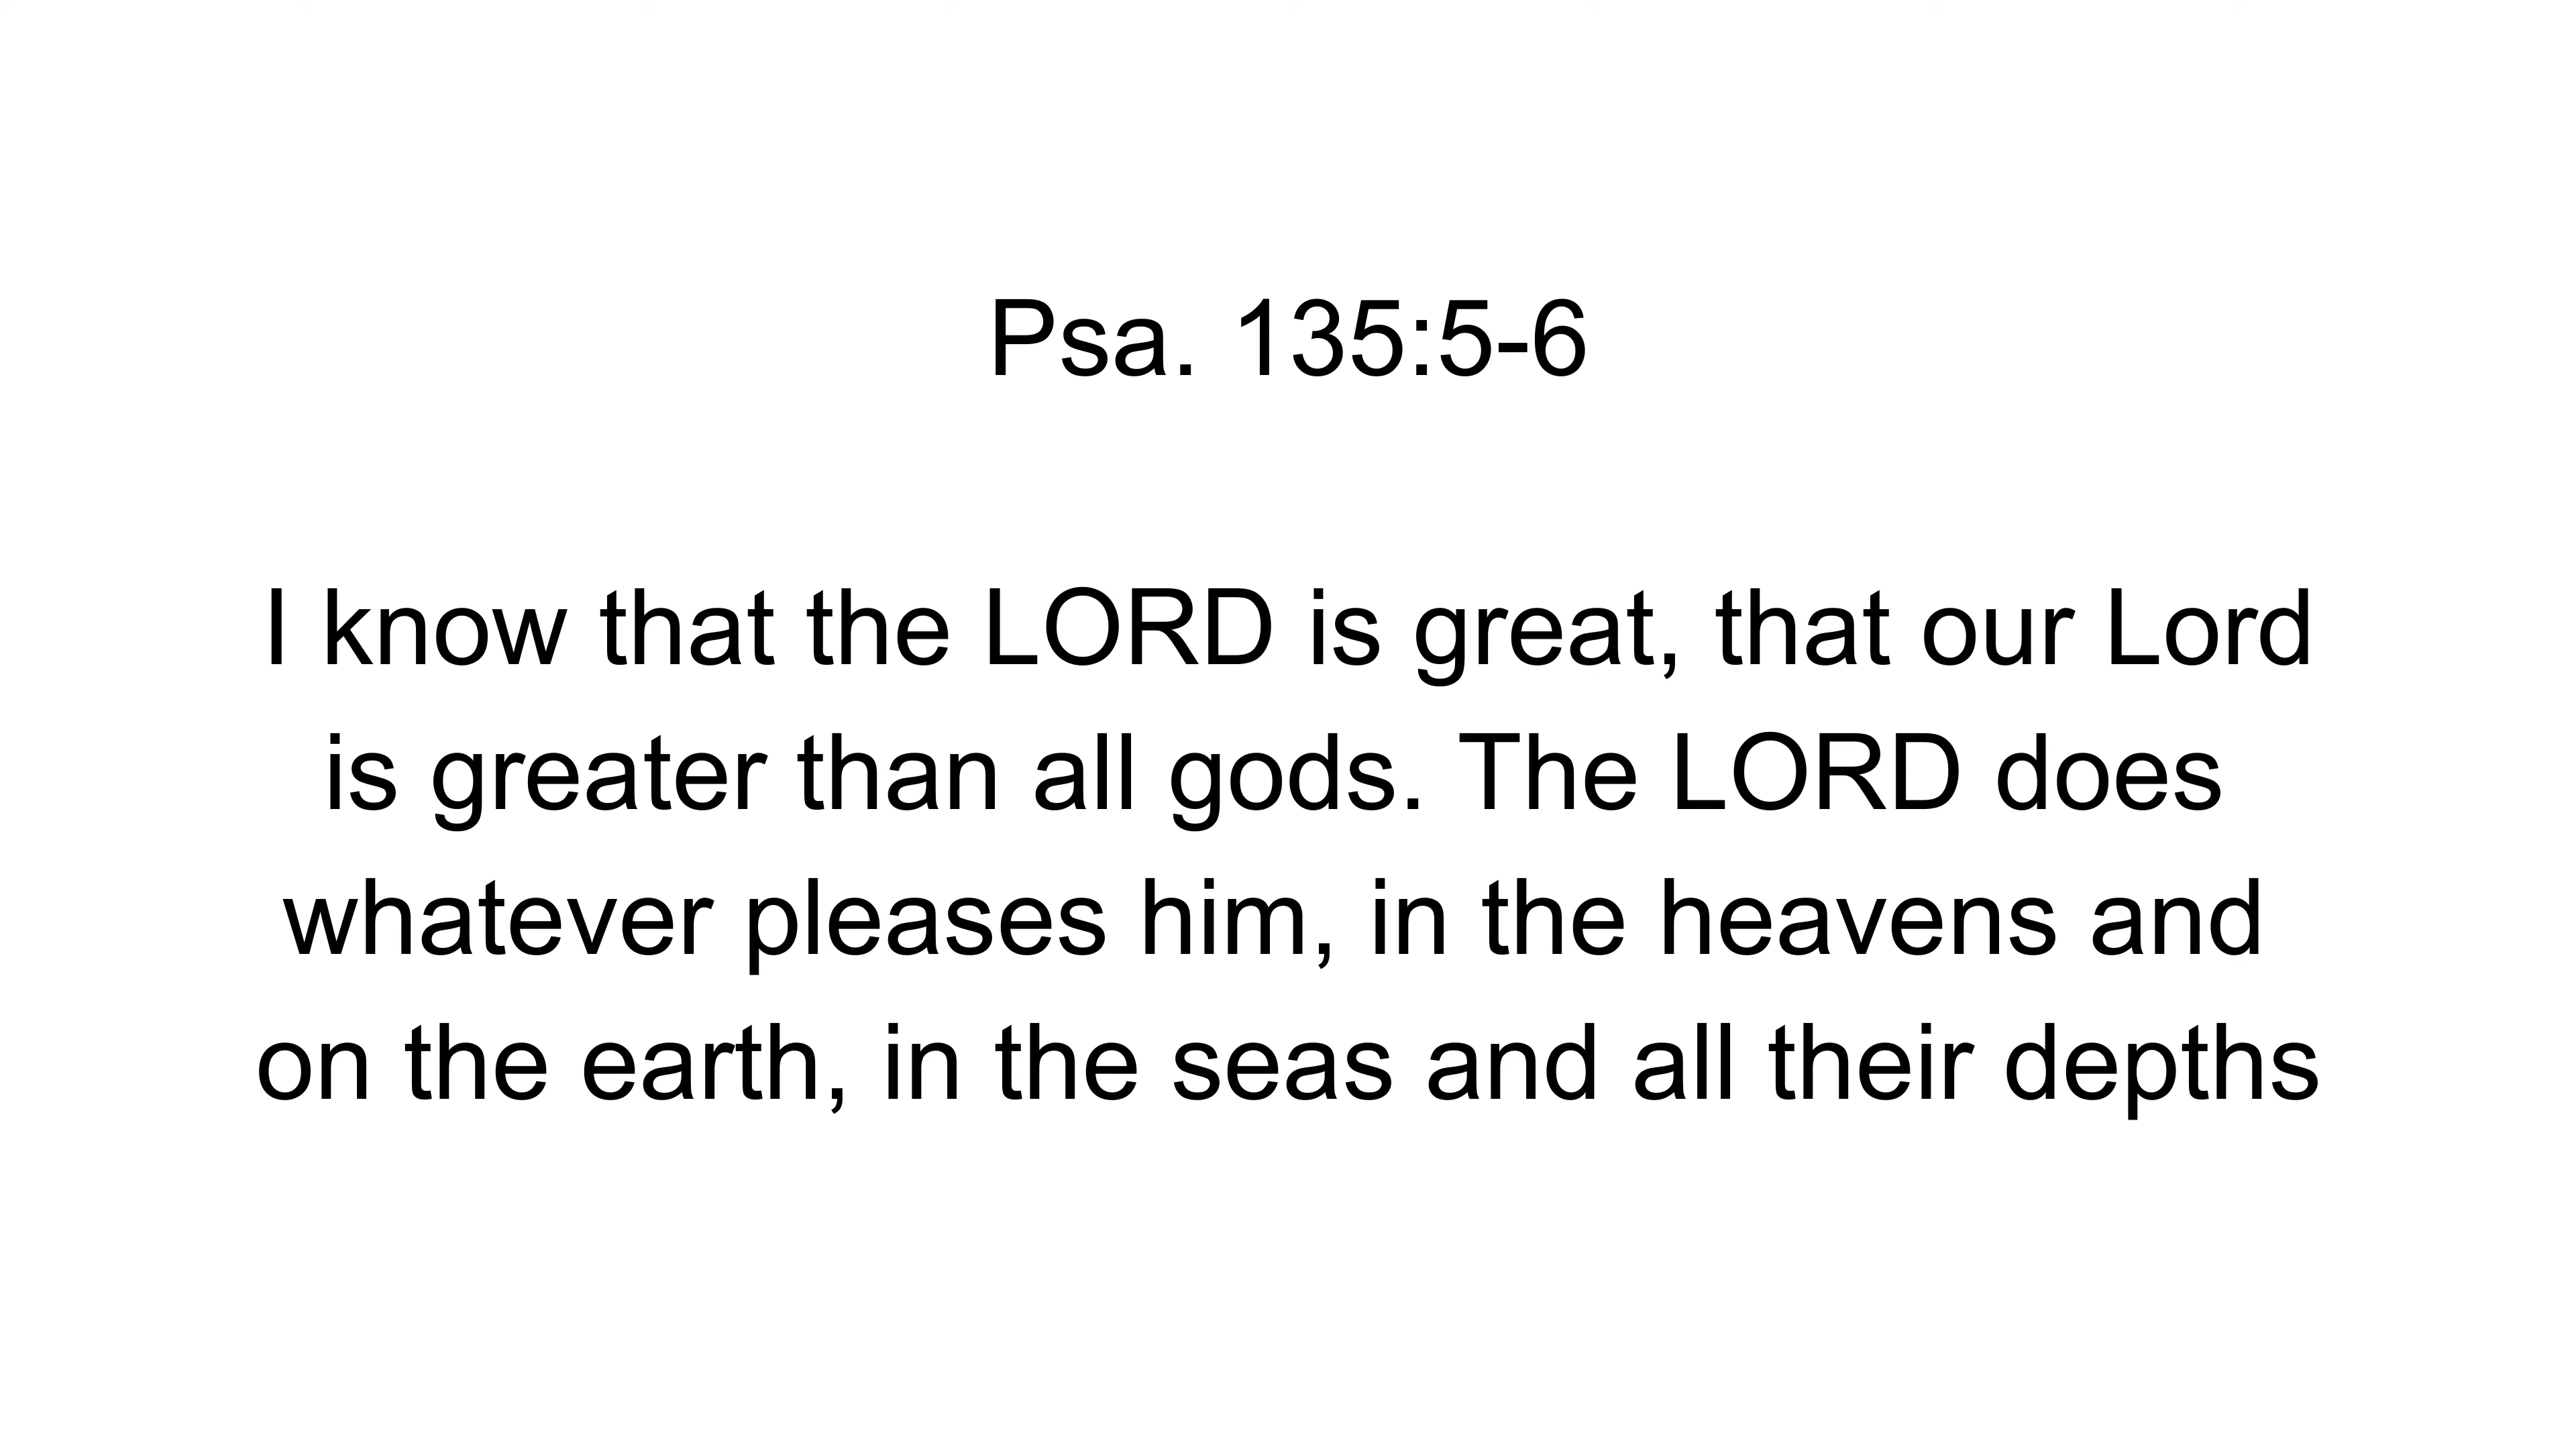 Psa. 135:5-6
I know that the LORD is great, that our Lord
is greater than all gods. The LORD does
whatever pleases him, in the heavens and
on the earth, in the seas and all their depths